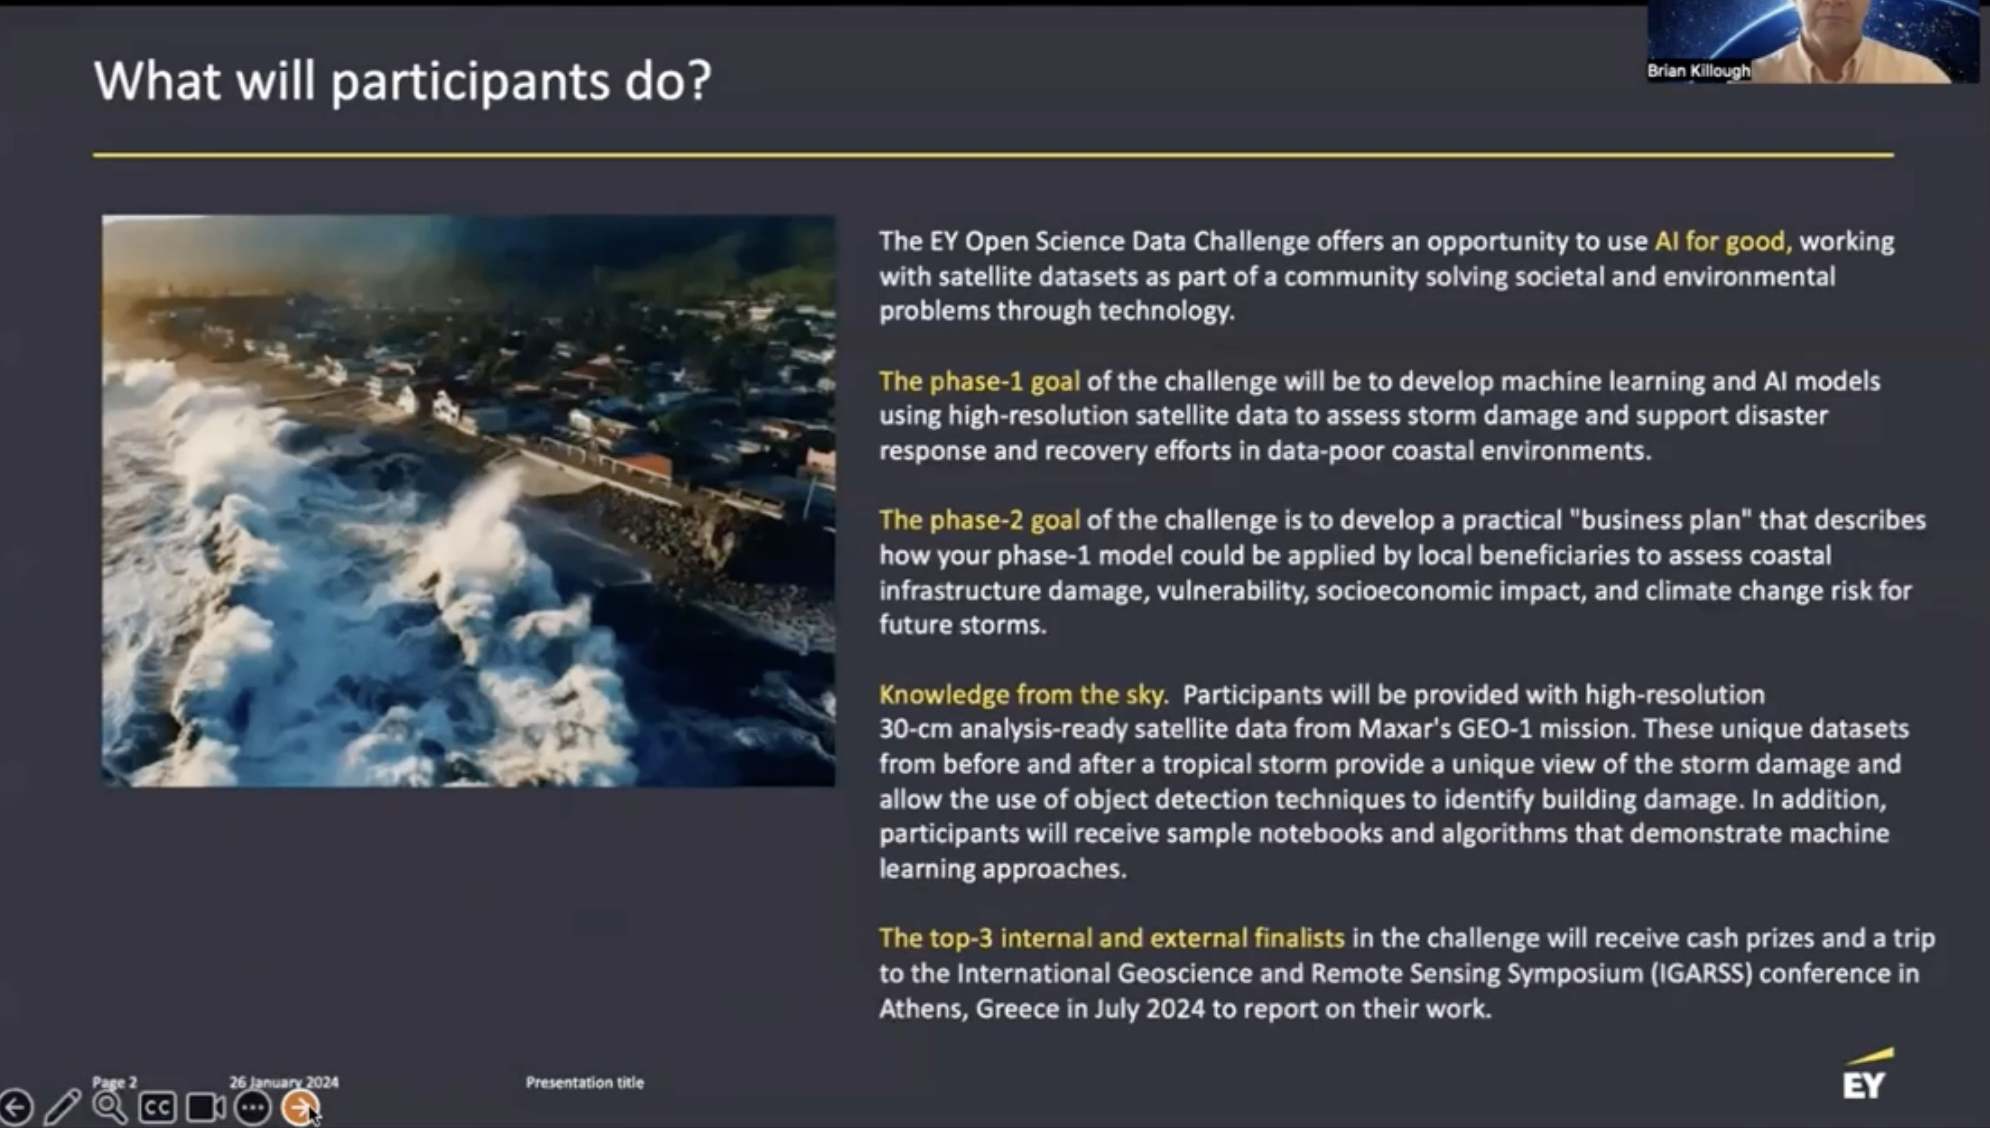 What will participants do?
Brian Killough
The EY Open Science Data Challenge offers an opportunity to use AI for good, working
with satellite datasets as part of a community solving societal and environmental
problems through technology.
The phase-1 goal of the challenge will be to develop machine learning and AI models
using high-resolution satellite data to assess storm damage and support disaster
response and recovery efforts in data-poor coastal environments.
The phase-2 goal of the challenge is to develop a practical "business plan" that describes
how your phase-1 model could be applied by local beneficiaries to assess coastal
infrastructure damage, vulnerability, socioeconomic impact, and climate change risk for
future storms.
Knowledge from the sky. Participants will be provided with high-resolution
30-cm analysis-ready satellite data from Maxar's GEO-1 mission. These unique datasets
from before and after a tropical storm provide a unique view of the storm damage and
allow the use of object detection techniques to identify building damage. In addition,
participants will receive sample notebooks and algorithms that demonstrate machine
learning approaches.
The top-3 internal and external finalists in the challenge will receive cash prizes and a trip
to the International Geoscience and Remote Sensing Symposium (IGARSS) conference in
Athens, Greece in July 2024 to report on their work.
Page 2 26 January 2024 Presentation title
CC
EY